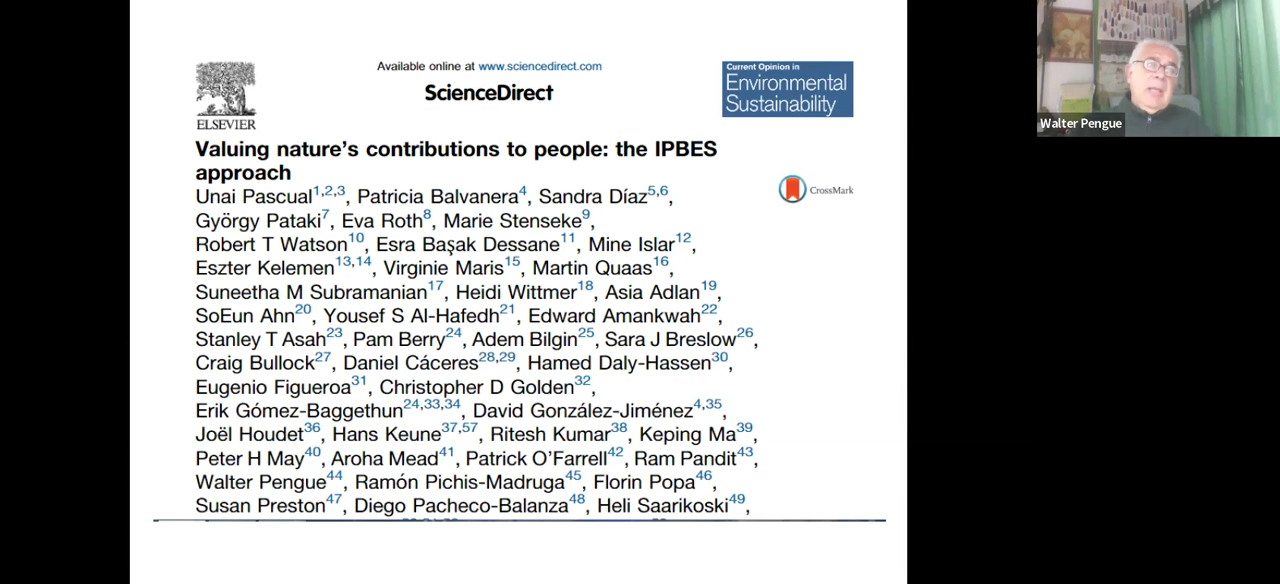 Available online at www.sciencedirect.com
ScienceDirect
ELSEVIER
Current Opinion in
Environmental
Sustainability
Valuing nature's contributions to people: the IPBES
approach
CrossMark
Unai Pascual1,2,3, Patricia Balvanera4, Sandra Díaz5,6,
György Pataki7, Eva Roth8, Marie Stenseke9,
Robert T Watson10, Esra Başak Dessane11, Mine Islar12,
Eszter Kelemen13,14, Virginie Maris15, Martin Quaas16,
Suneetha M Subramanian17, Heidi Wittmer18, Asia Adlan19,
SoEun Ahn20, Yousef S Al-Hafedh21, Edward Amankwah22,
Stanley T Asah23, Pam Berry24, Adem Bilgin25, Sara J Breslow26,
Craig Bullock27, Daniel Cáceres28,29, Hamed Daly-Hassen30,
Eugenio Figueroa31, Christopher D Golden32,
Erik Gómez-Baggethun24,33,34, David González-Jiménez4,35,
Joël Houdet36, Hans Keune37,57, Ritesh Kumar38, Keping Ma39,
Peter H May40, Aroha Mead41, Patrick O'Farrell42, Ram Pandit43,
Walter Pengue44, Ramón Pichis-Madruga45, Florin Popa46,
Susan Preston47, Diego Pacheco-Balanza48, Heli Saarikoski49,
Walter Pengue